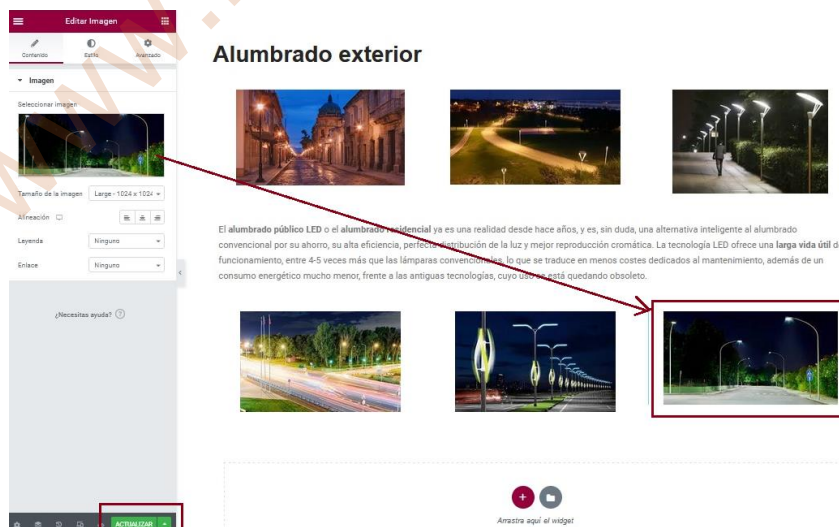 Editar Imagen
Contenido
Estilo
Avanzado
Imagen
Seleccionar imagen
Tamaño de la imagen
Large - 1024 x 1024
Alineación
Leyenda
Ninguno
Enlace
Ninguno
¿Necesitas ayuda?
ACTUALIZAR
Alumbrado exterior
El alumbrado público LED o el alumbrado residencial ya es una realidad desde hace años, y es, sin duda, una alternativa inteligente al alumbrado
convencional por su ahorro, su alta eficiencia, perfecta distribución de la luz y mejor reproducción cromática. La tecnología LED ofrece una larga vida útil de
funcionamiento, entre 4-5 veces más que las lámparas convencionales, lo que se traduce en menos costes dedicados al mantenimiento, además de un
consumo energético mucho menor, frente a las antiguas tecnologías, cuyo uso se está quedando obsoleto.
Arrastra aquí el widget